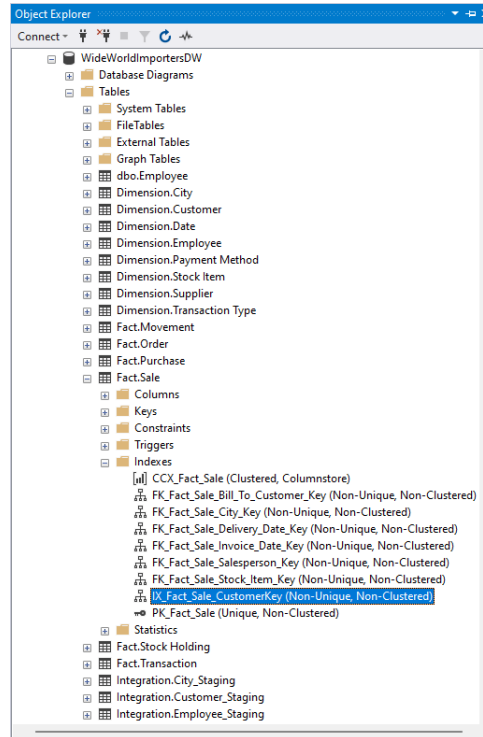 Object Explorer
Connect
WideWorldImportersDW
Database Diagrams
Tables
System Tables
FileTables
External Tables
Graph Tables
dbo.Employee
Dimension.City
Dimension.Customer
Dimension.Date
Dimension.Employee
Dimension.Payment Method
Dimension.Stock Item
Dimension.Supplier
Dimension.Transaction Type
Fact.Movement
Fact.Order
Fact.Purchase
Fact.Sale
Columns
Keys
Constraints
Triggers
Indexes
CCX_Fact_Sale (Clustered, Columnstore)
FK_Fact_Sale_Bill_To_Customer_Key (Non-Unique, Non-Clustered)
FK_Fact_Sale_City_Key (Non-Unique, Non-Clustered)
FK_Fact_Sale_Delivery_Date_Key (Non-Unique, Non-Clustered)
FK_Fact_Sale_Invoice_Date_Key (Non-Unique, Non-Clustered)
FK_Fact_Sale_Salesperson_Key (Non-Unique, Non-Clustered)
FK_Fact_Sale_Stock_Item_Key (Non-Unique, Non-Clustered)
IX_Fact_Sale_CustomerKey (Non-Unique, Non-Clustered)
PK_Fact_Sale (Unique, Non-Clustered)
Statistics
Fact.Stock Holding
Fact.Transaction
Integration.City_Staging
Integration.Customer_Staging
Integration.Employee_Staging